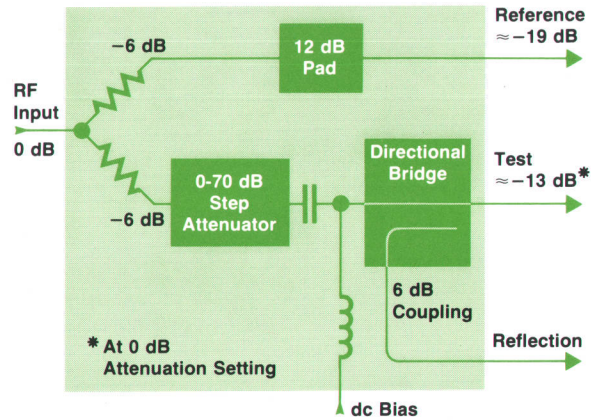 Reference
≈ −19 dB
−6 dB
12 dB
Pad
RF
Input
0 dB
Directional
Bridge
Test
≈ −13 dB*
0-70 dB
Step
Attenuator
−6 dB
6 dB
Coupling
* At 0 dB
Attenuation Setting
Reflection
dc Bias